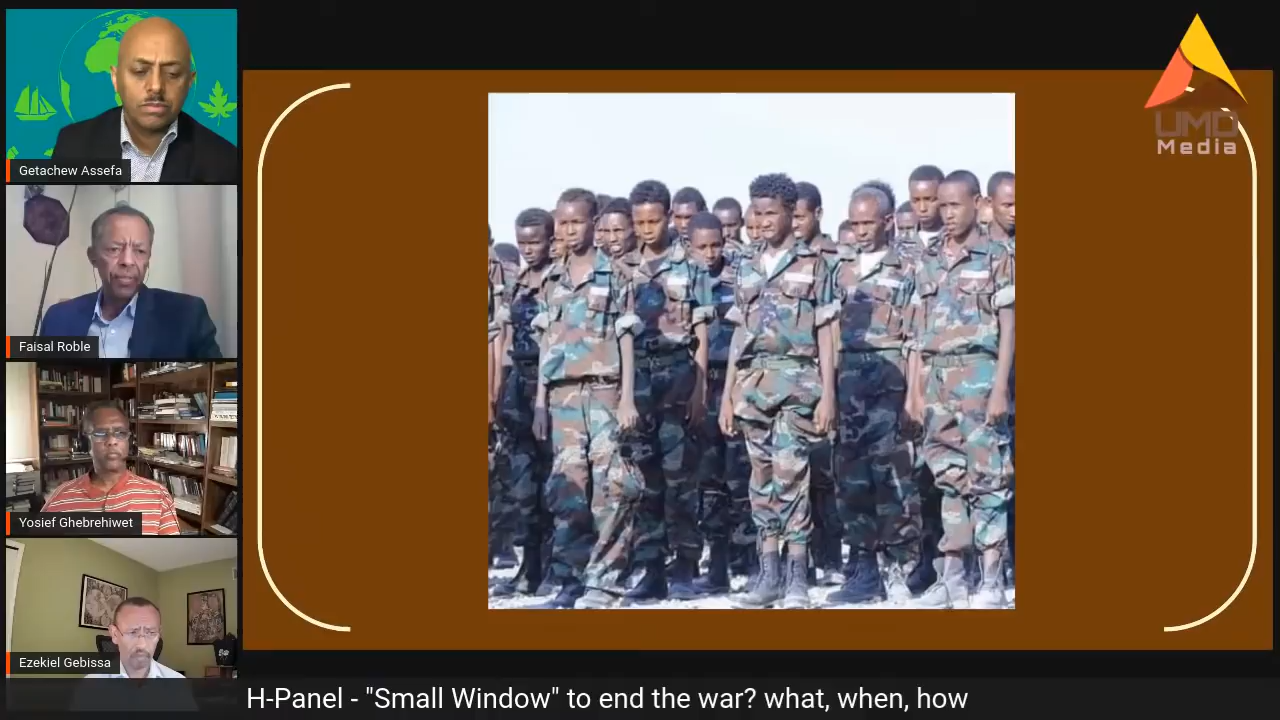 Getachew Assefa
Faisal Roble
Yosief Ghebrehiwet
Ezekiel Gebissa
UMD
Media
H-Panel - "Small Window" to end the war? what, when, how